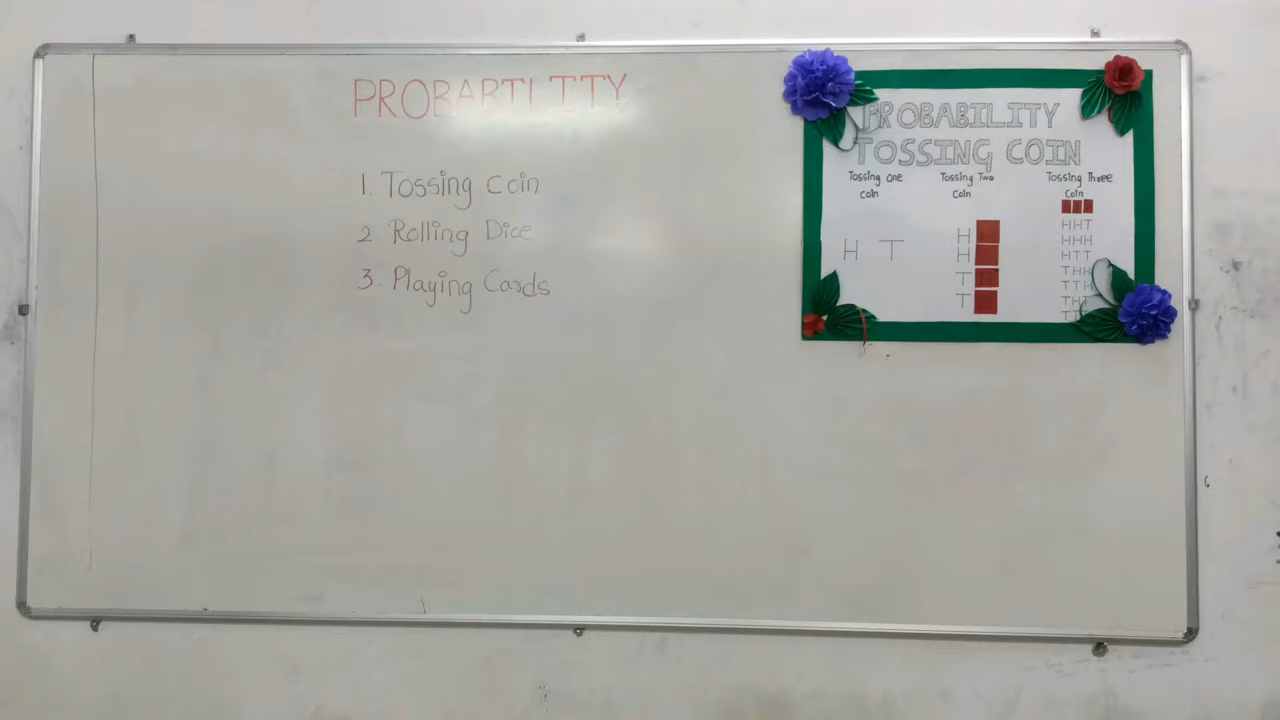 PROBABILITY
1. Tossing coin
2 Rolling Dice
3. Playing Cards
PROBABILITY
TOSSING COIN
Tossing one
coin
H T
Tossing Two
Coin
H
H
T
T
Tossing Three
Coin
HHT
HHH
HTT
THH
TTH